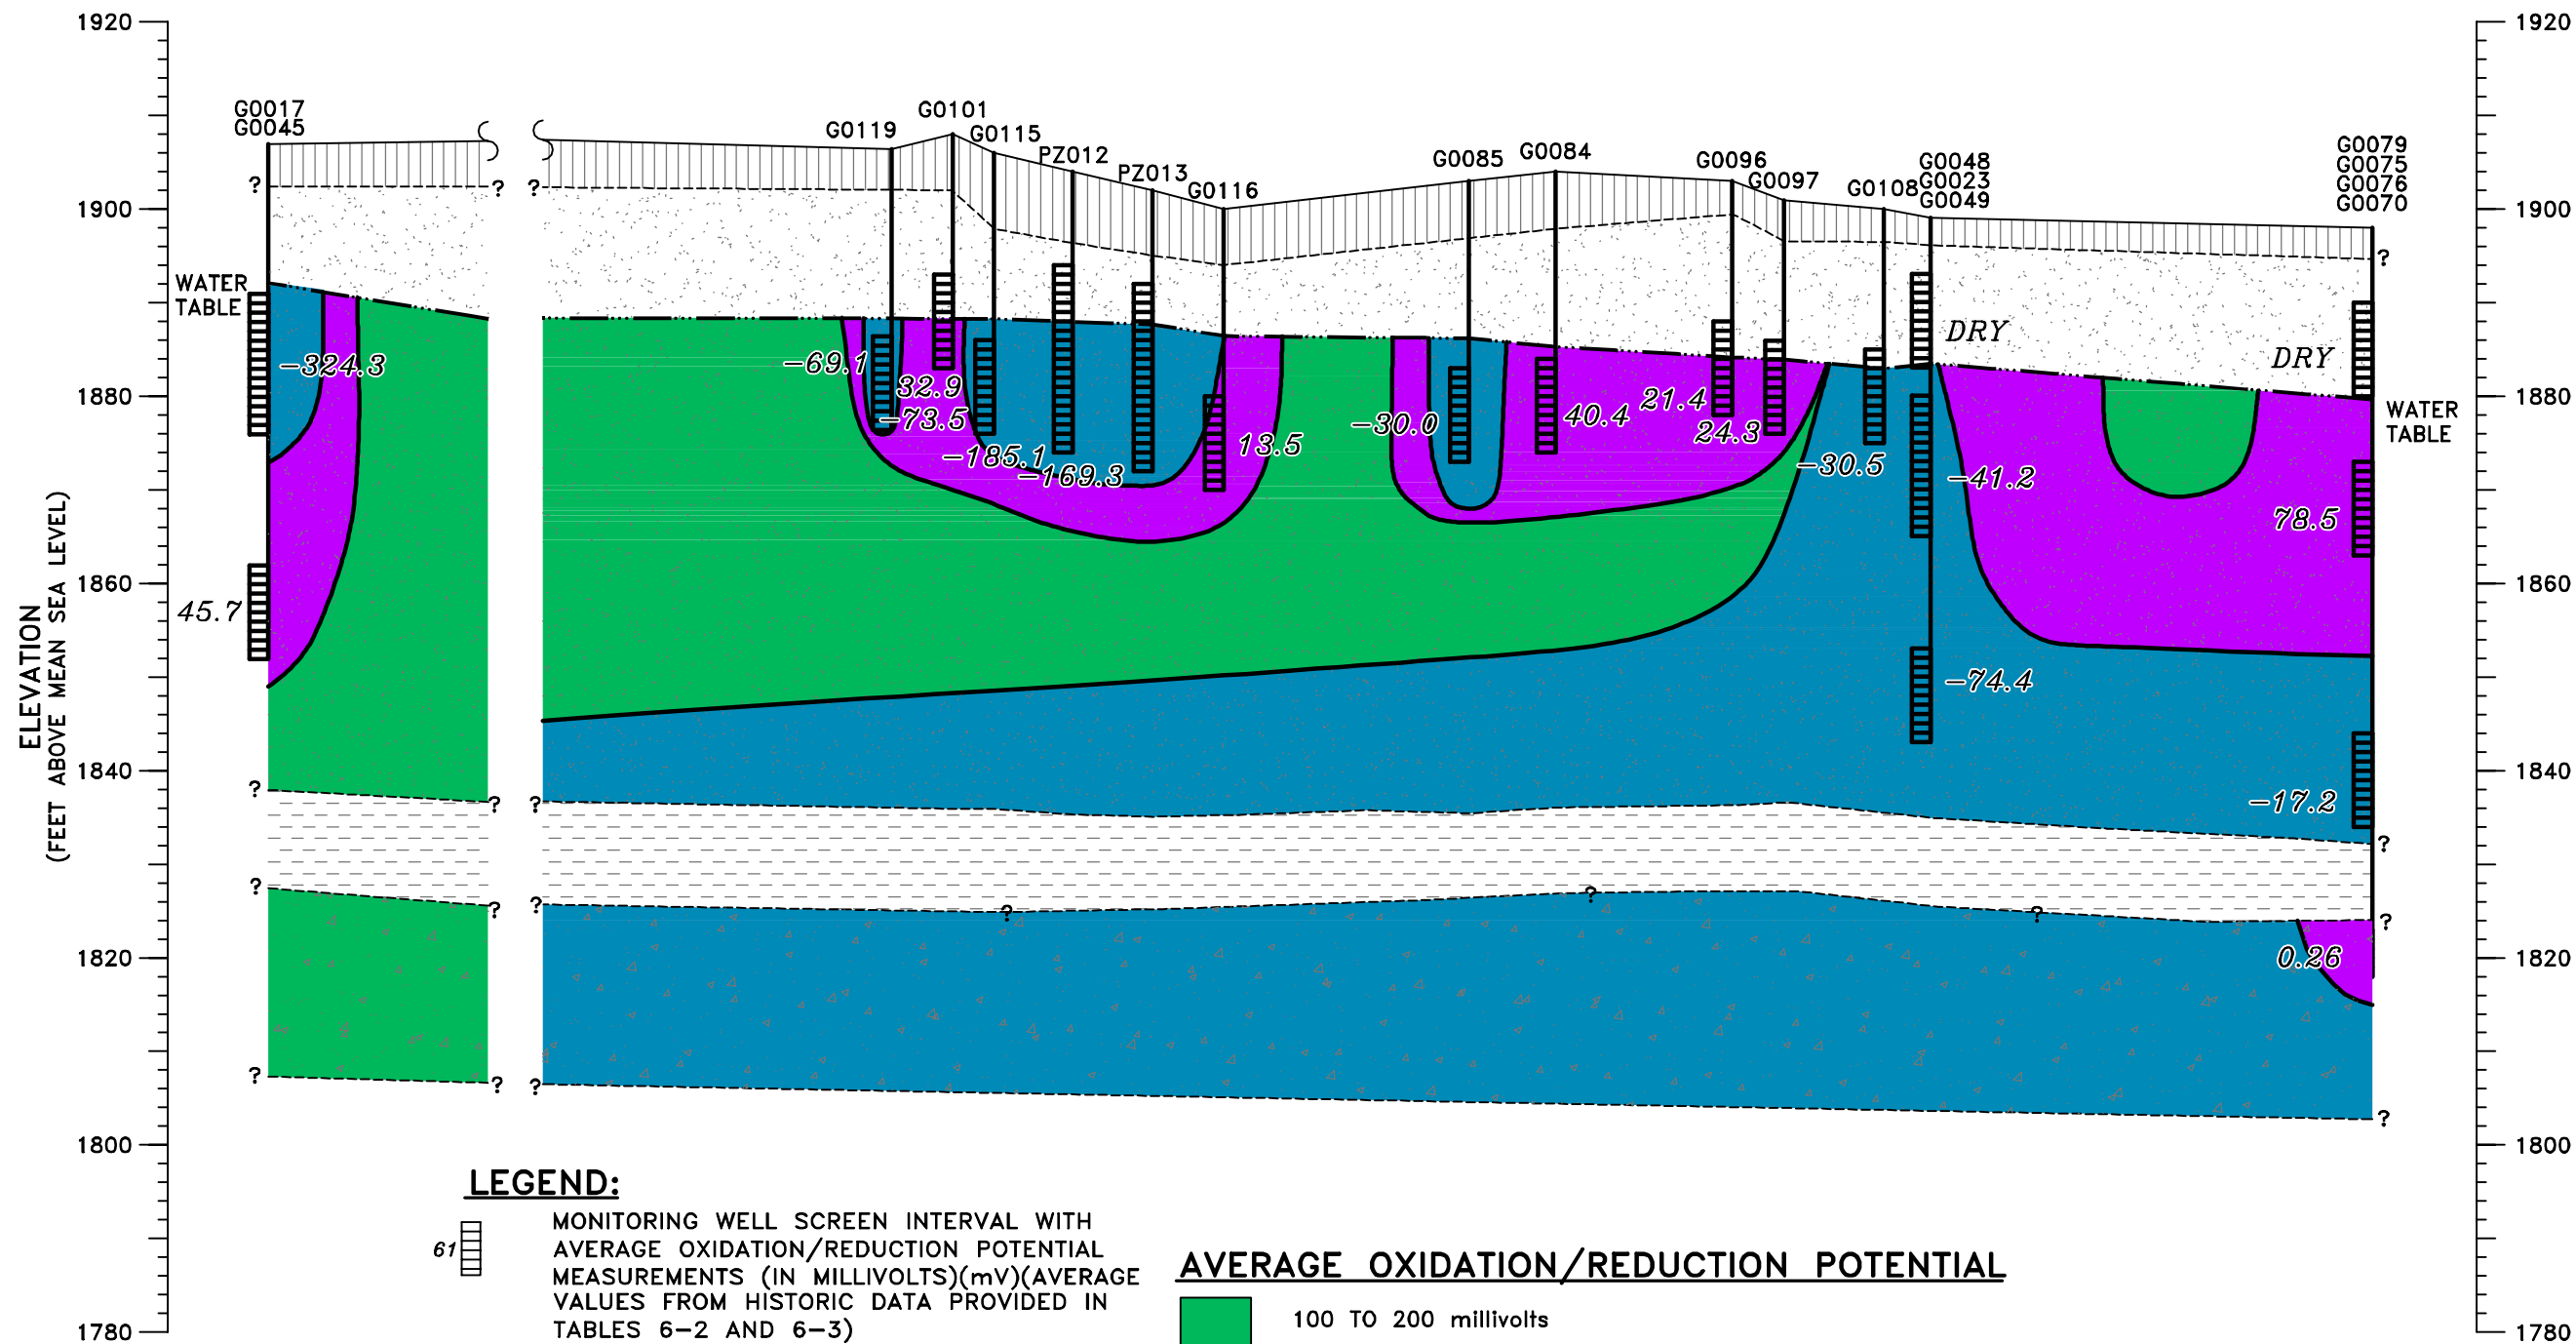 1920
1920
G0017
G0045
G0119
G0101
G0115
PZ012
PZ013
G0116
G0085
G0084
G0096
G0097
G0108
G0048
G0023
G0049
G0079
G0075
G0076
G0070
?
?
?
?
1900
1900
WATER
TABLE
DRY
DRY
-324.3
-69.1
32.9
-73.5
-185.1
-169.3
13.5
-30.0
40.4
21.4
24.3
-30.5
-41.2
78.5
1880
1880
WATER
TABLE
ELEVATION
(FEET ABOVE MEAN SEA LEVEL)
1860
1860
45.7
-74.4
-17.2
1840
1840
?
?
?
?
?
?
?
?
?
?
?
0.26
1820
1820
?
?
?
?
1800
1800
LEGEND:
61
MONITORING WELL SCREEN INTERVAL WITH
AVERAGE OXIDATION/REDUCTION POTENTIAL
MEASUREMENTS (IN MILLIVOLTS)(mV)(AVERAGE
VALUES FROM HISTORIC DATA PROVIDED IN
TABLES 6-2 AND 6-3)
AVERAGE OXIDATION/REDUCTION POTENTIAL
100 TO 200 millivolts
1780
1780